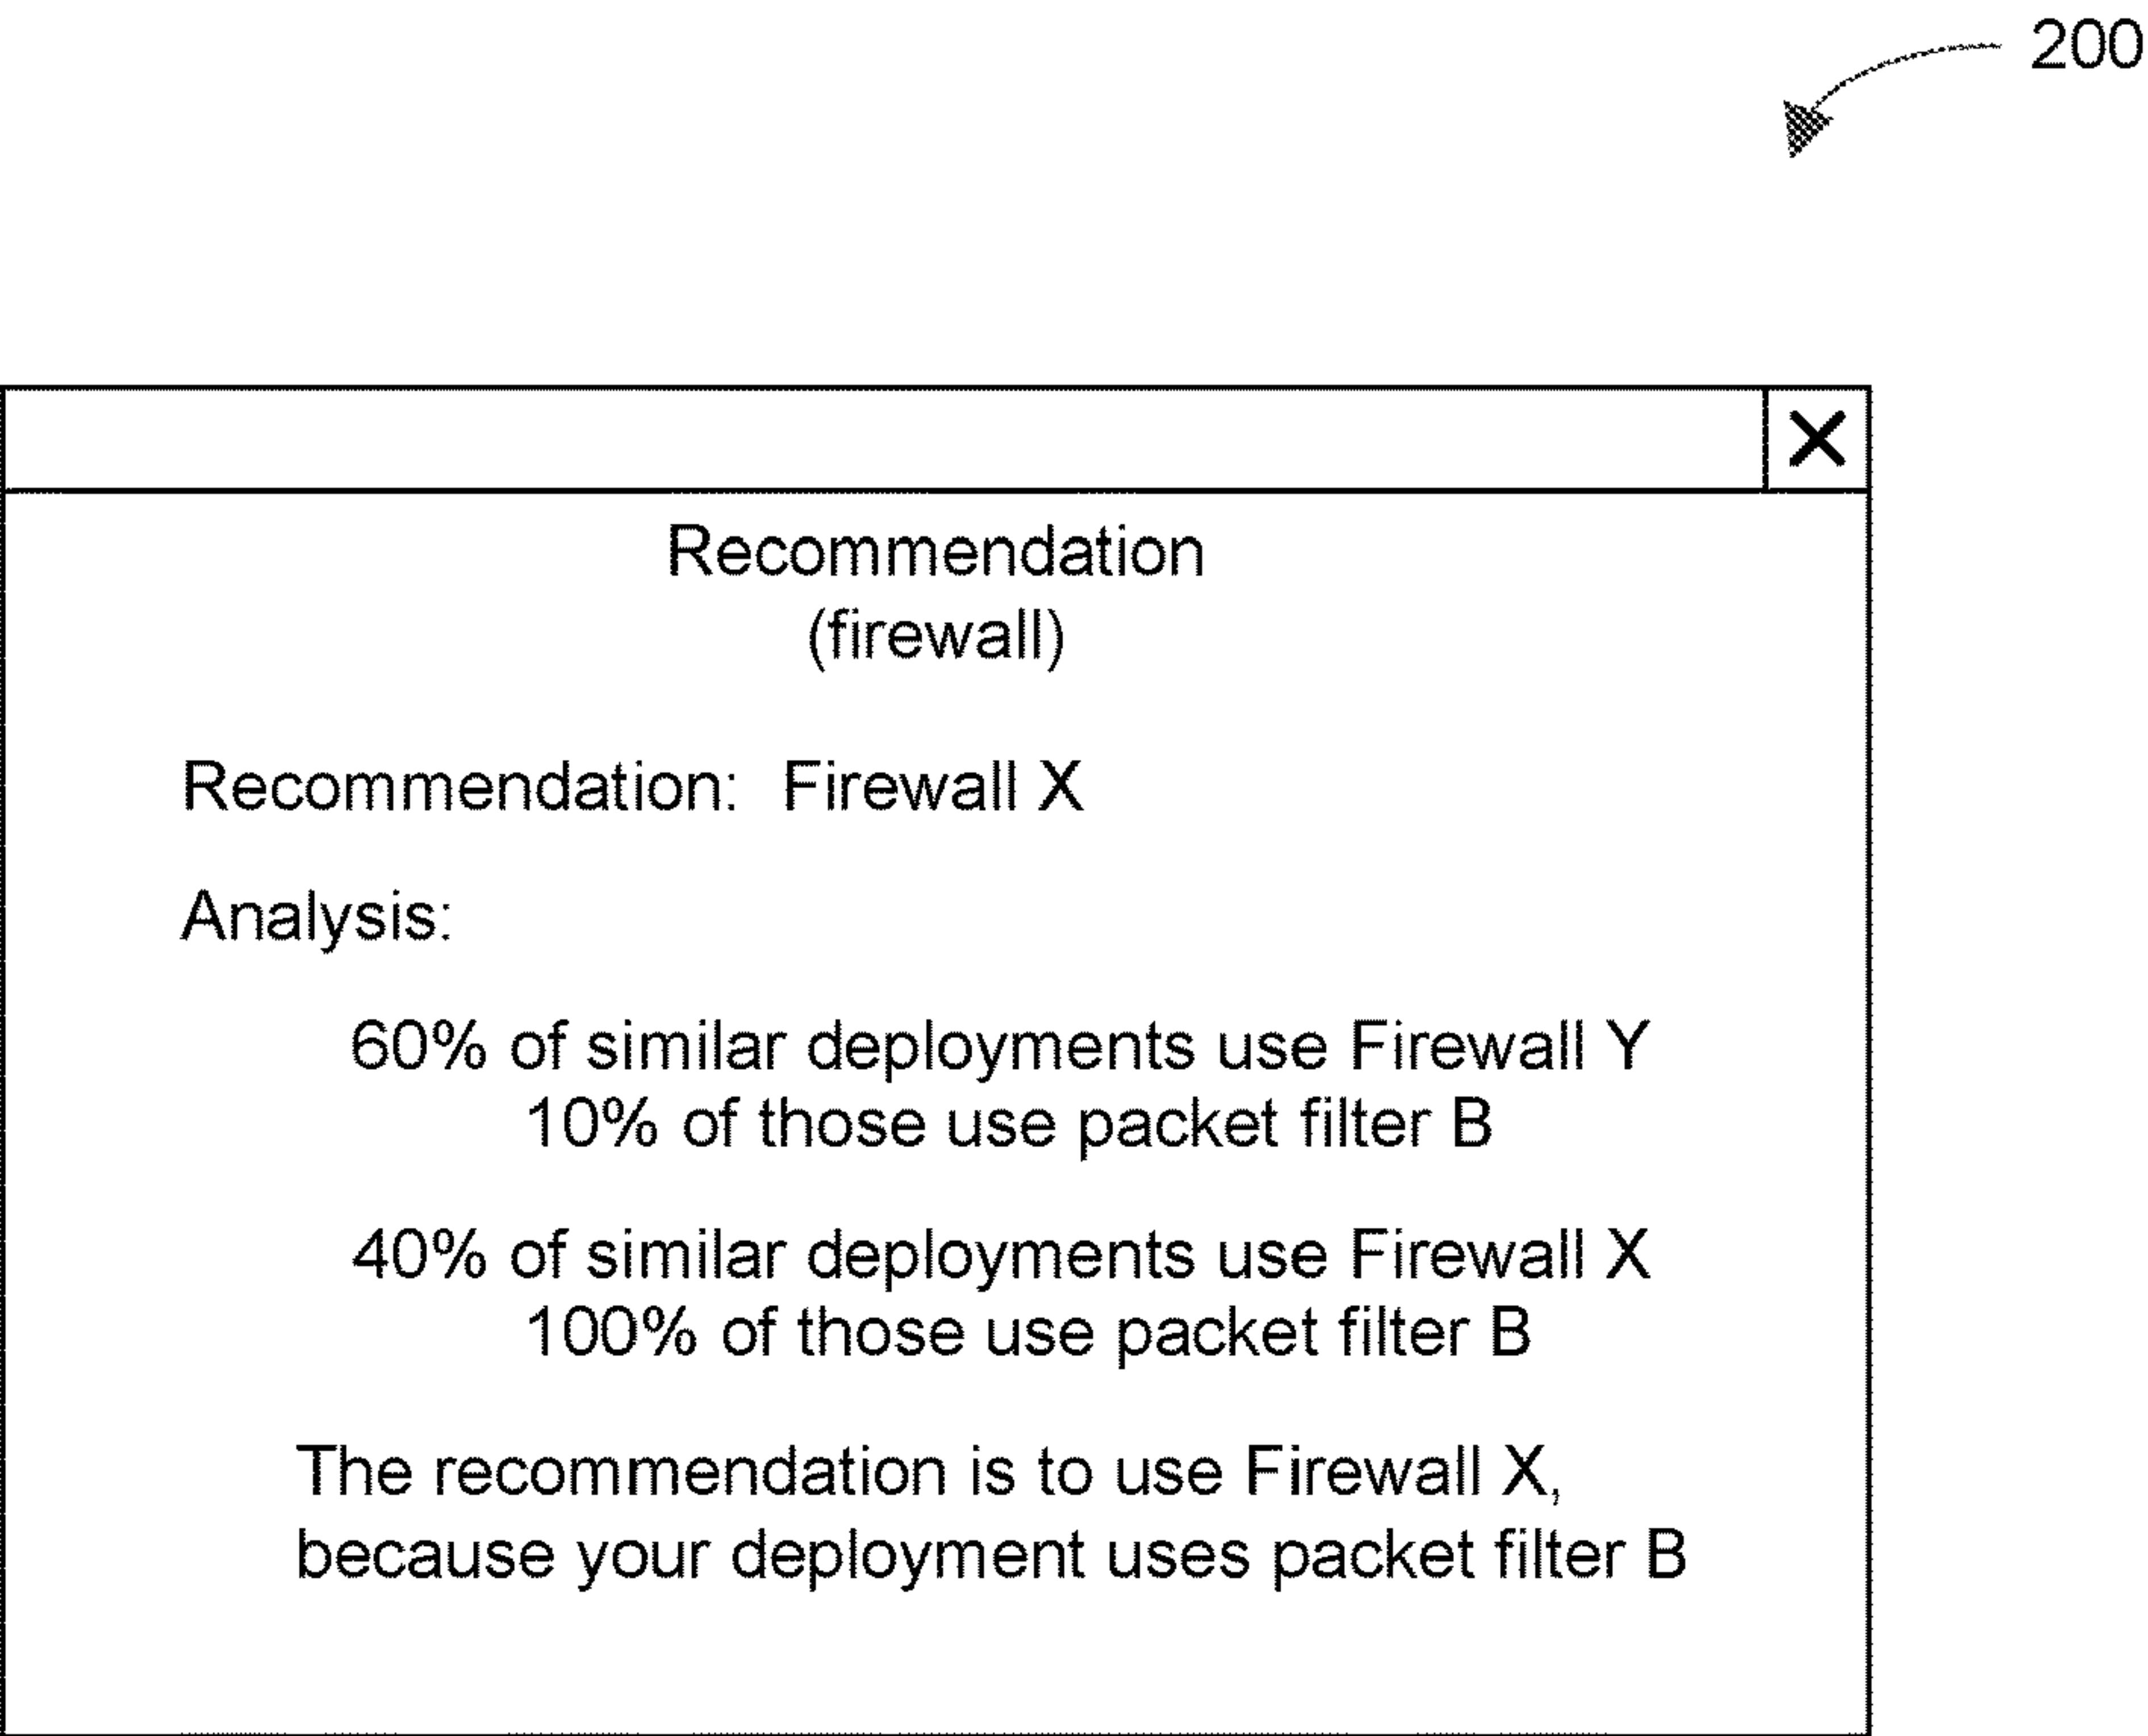 200
X
Recommendation
(firewall)
Recommendation: Firewall X
Analysis:
60% of similar deployments use Firewall Y
10% of those use packet filter B
40% of similar deployments use Firewall X
100% of those use packet filter B
The recommendation is to use Firewall X,
because your deployment uses packet filter B